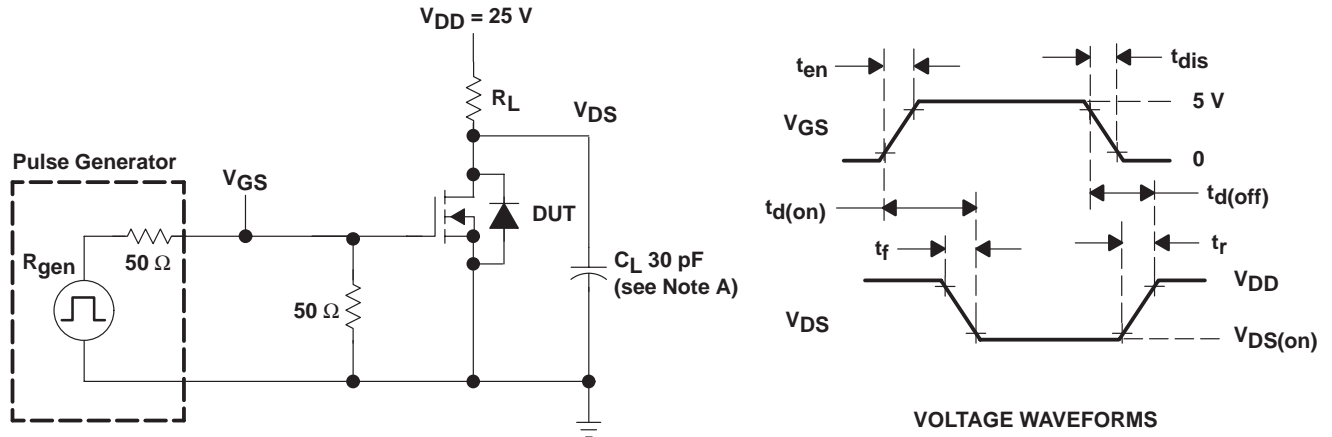 VDD = 25 V
RL
VDS
Pulse Generator
VGS
DUT
Rgen
50 Ω
50 Ω
CL 30 pF
(see Note A)
ten
tdis
5 V
VGS
0
td(on)
td(off)
tf
tr
VDD
VDS
VDS(on)
VOLTAGE WAVEFORMS